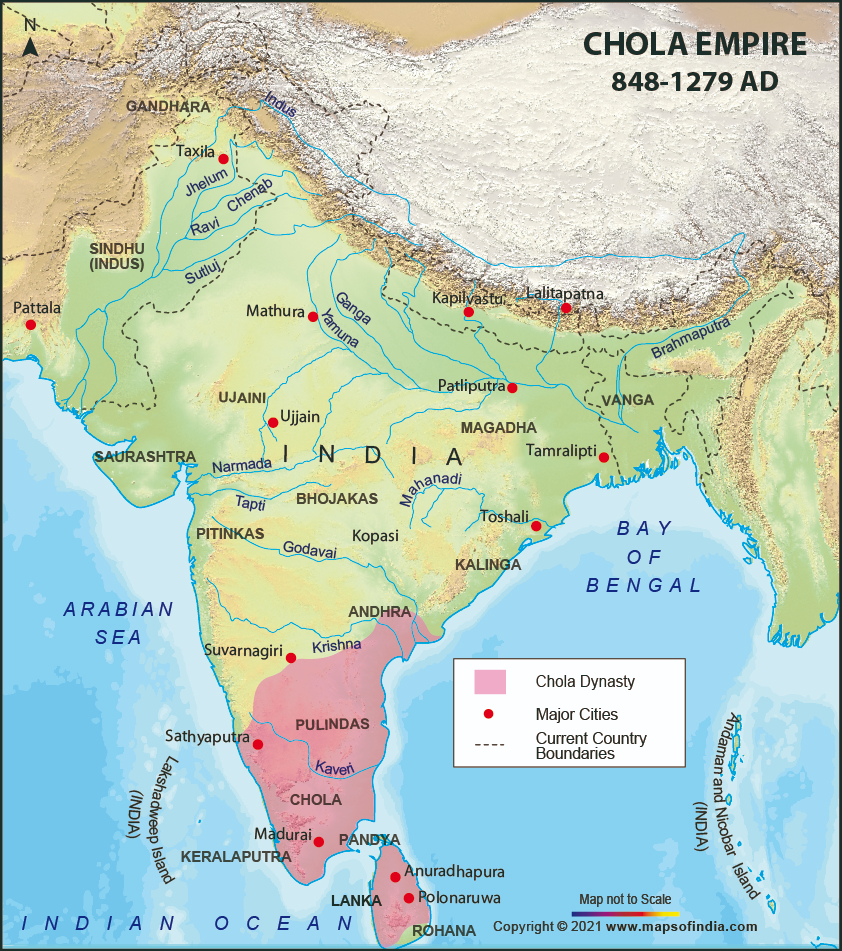 N
CHOLA EMPIRE
848-1279 AD
GANDHARA
Indus
Taxila
Jhelum
Chenab
Ravi
SINDHU
(INDUS)
Sutluj
Pattala
Mathura
Ganga
Yamuna
Kapilvastu
Lalitapatna
Brahmaputra
Patliputra
UJAINI
VANGA
Ujjain
MAGADHA
SAURASHTRA
Narmada
INDIA
Tamralipti
Tapti
BHOJAKAS
Mahanadi
Toshali
PITINKAS
Kopasi
Godavai
KALINGA
BAY
OF
BENGAL
ARABIAN
SEA
ANDHRA
Suvarnagiri
Krishna
Chola Dynasty
Major Cities
Current Country
Boundaries
PULINDAS
Sathyaputra
Kaveri
Lakshadweep Island
(INDIA)
Andaman and Nicobar Island
(INDIA)
CHOLA
Madurai
PANDYA
KERALAPUTRA
Anuradhapura
LANKA
Polonaruwa
ROHANA
INDIAN OCEAN
Map not to Scale
Copyright © 2021 www.mapsofindia.com